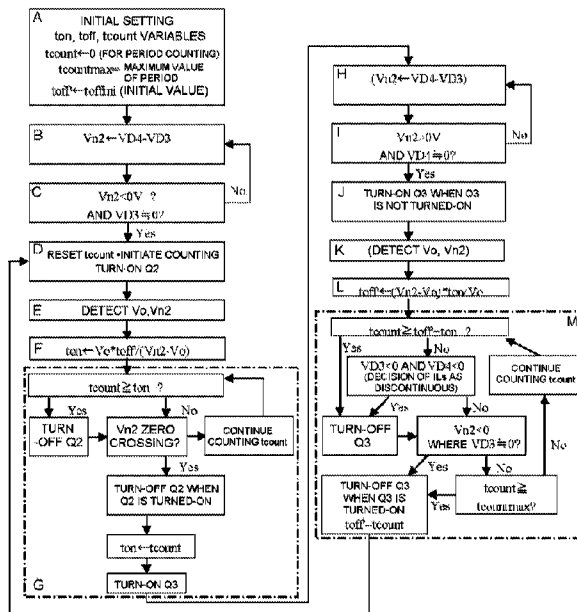 A
INITIAL SETTING
ton, toff, tcount VARIABLES
tcount←0 (FOR PERIOD COUNTING)
tcountmax= MAXIMUM VALUE
OF PERIOD
toff←toffini (INITIAL VALUE)
B
Vn2←VD4-VD3
C
Vn2<0V ?
AND VD3≒0?
No
Yes
D
RESET tcount •INITIATE COUNTING
TURN-ON Q2
E
DETECT Vo,Vn2
F
ton←Vo*toff/(Vn2-Vo)
tcount≧ton ?
Yes
No
TURN
-OFF Q2
Vn2 ZERO
CROSSING?
CONTINUE
COUNTING tcount
Yes
TURN-OFF Q2 WHEN
Q2 IS TURNED-ON
ton←tcount
G
TURN-ON Q3
H
(Vn2←VD4-VD3)
I
Vn2>0V
AND VD4≒0?
No
Yes
J
TURN-ON Q3 WHEN Q3
IS NOT TURNED-ON
K
(DETECT Vo, Vn2)
L
toff←(Vn2-Vo)*ton/Vo
M
tcount≧toff-ton ?
Yes
No
VD3<0 AND VD4<0
(DECISION OF ILs AS
DISCONTINUOUS)
CONTINUE
COUNTING tcount
Yes
No
TURN-OFF
Q3
Vn2<0
WHERE VD3≒0?
No
Yes
No
TURN-OFF Q3
WHEN Q3 IS
TURNED-ON
toff-tcount
Yes
tcount≧
tcountmax?